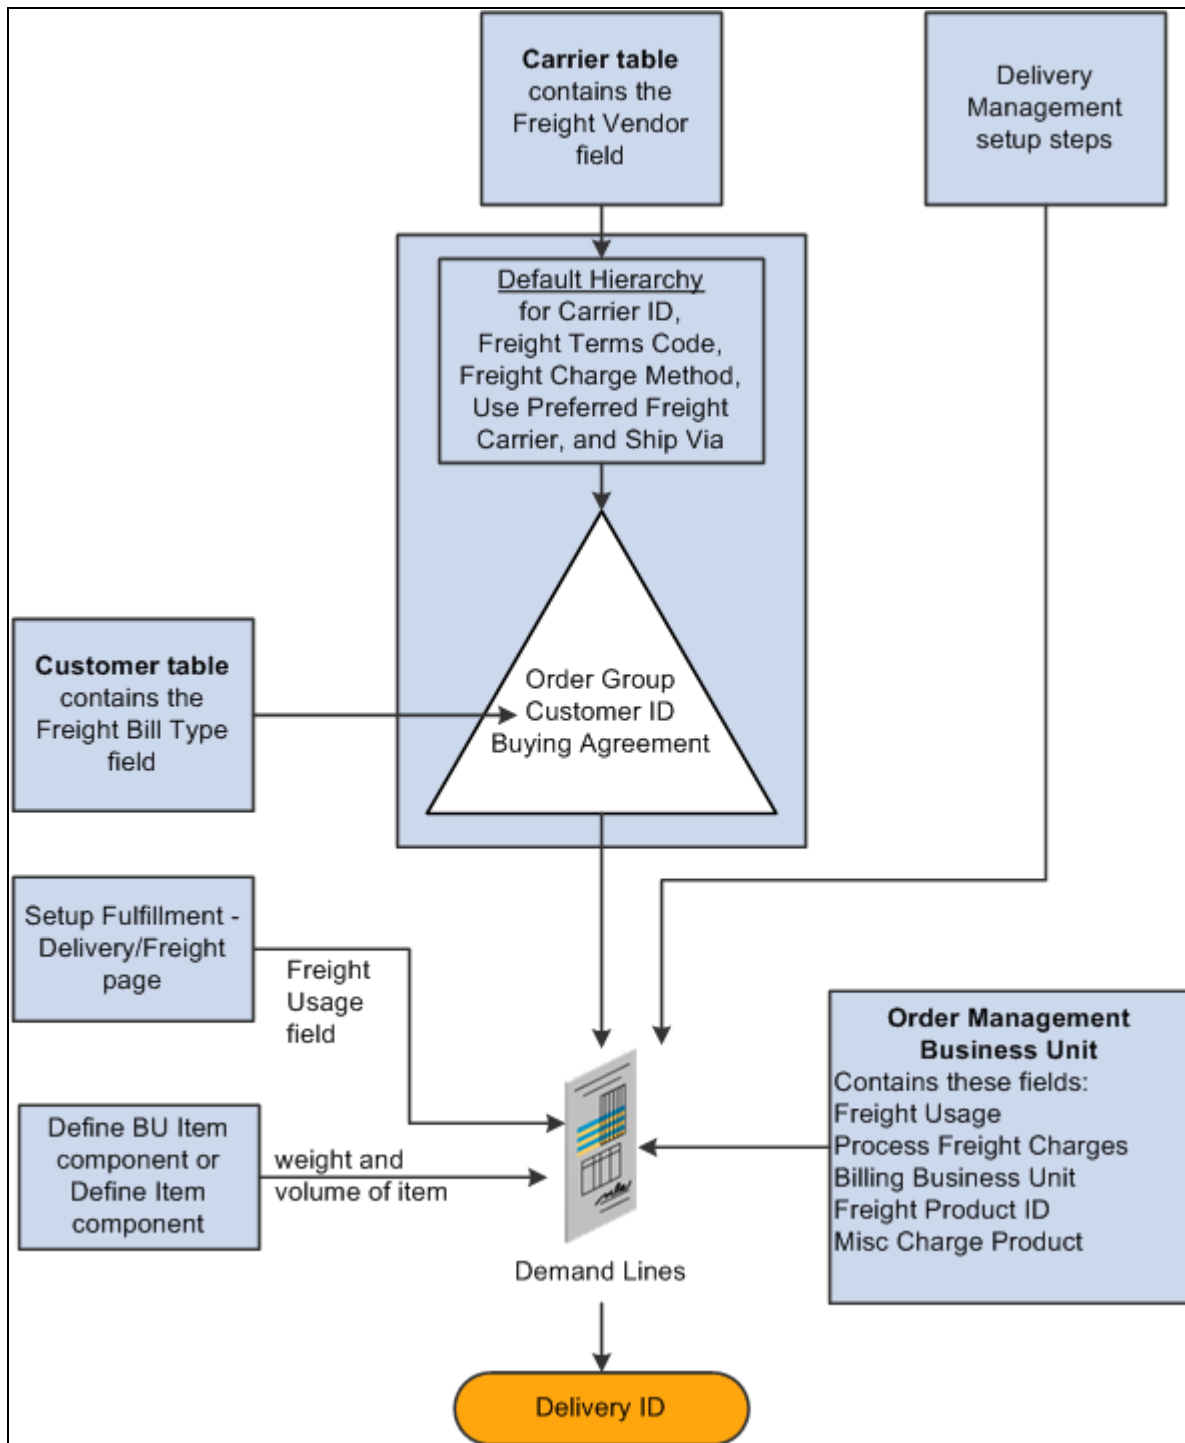 Carrier table
contains the
Freight Vendor
field
Delivery
Management
setup steps
Default Hierarchy
for Carrier ID,
Freight Terms Code,
Freight Charge Method,
Use Preferred Freight
Carrier, and Ship Via
Customer table
contains the
Freight Bill Type
field
Order Group
Customer ID
Buying Agreement
Setup Fulfillment -
Delivery/Freight
page
Freight
Usage
field
Define BU Item
component or
Define Item
component
weight and
volume of item
Order Management
Business Unit
Contains these fields:
Freight Usage
Process Freight Charges
Billing Business Unit
Freight Product ID
Misc Charge Product
Demand Lines
Delivery ID